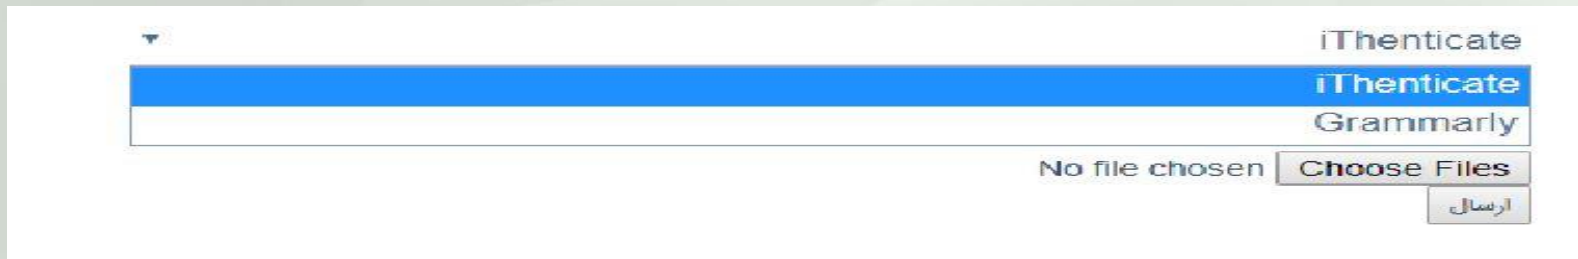 iThenticate
iThenticate
Grammarly
Choose Files No file chosen
ارسال